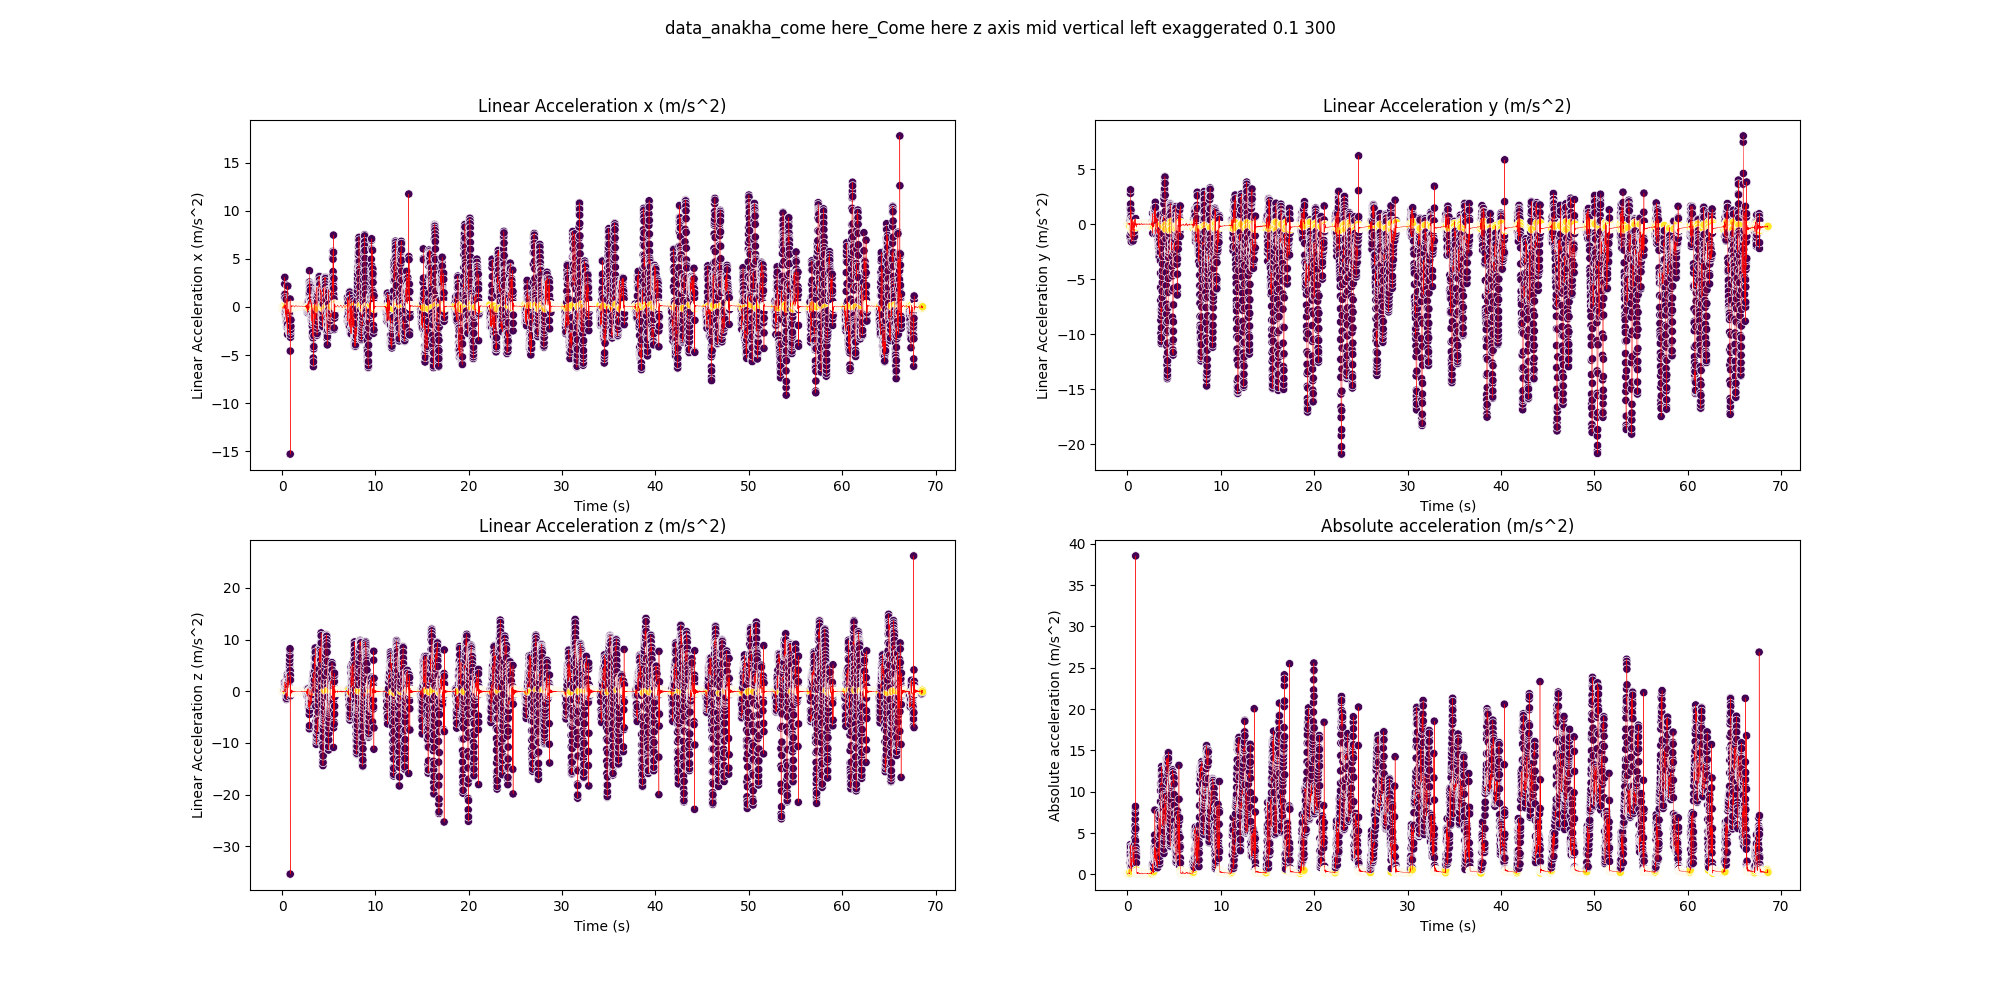 data_anakha_come here_Come here z axis mid vertical left exaggerated 0.1 300
Linear Acceleration x (m/s^2)
Linear Acceleration x (m/s^2)
15
10
5
0
−5
−10
−15
0 10 20 30 40 50 60 70
Time (s)
Linear Acceleration y (m/s^2)
Linear Acceleration y (m/s^2)
5
0
−5
−10
−15
−20
0 10 20 30 40 50 60 70
Time (s)
Linear Acceleration z (m/s^2)
Linear Acceleration z (m/s^2)
20
10
0
−10
−20
−30
0 10 20 30 40 50 60 70
Time (s)
Absolute acceleration (m/s^2)
Absolute acceleration (m/s^2)
40
35
30
25
20
15
10
5
0
0 10 20 30 40 50 60 70
Time (s)